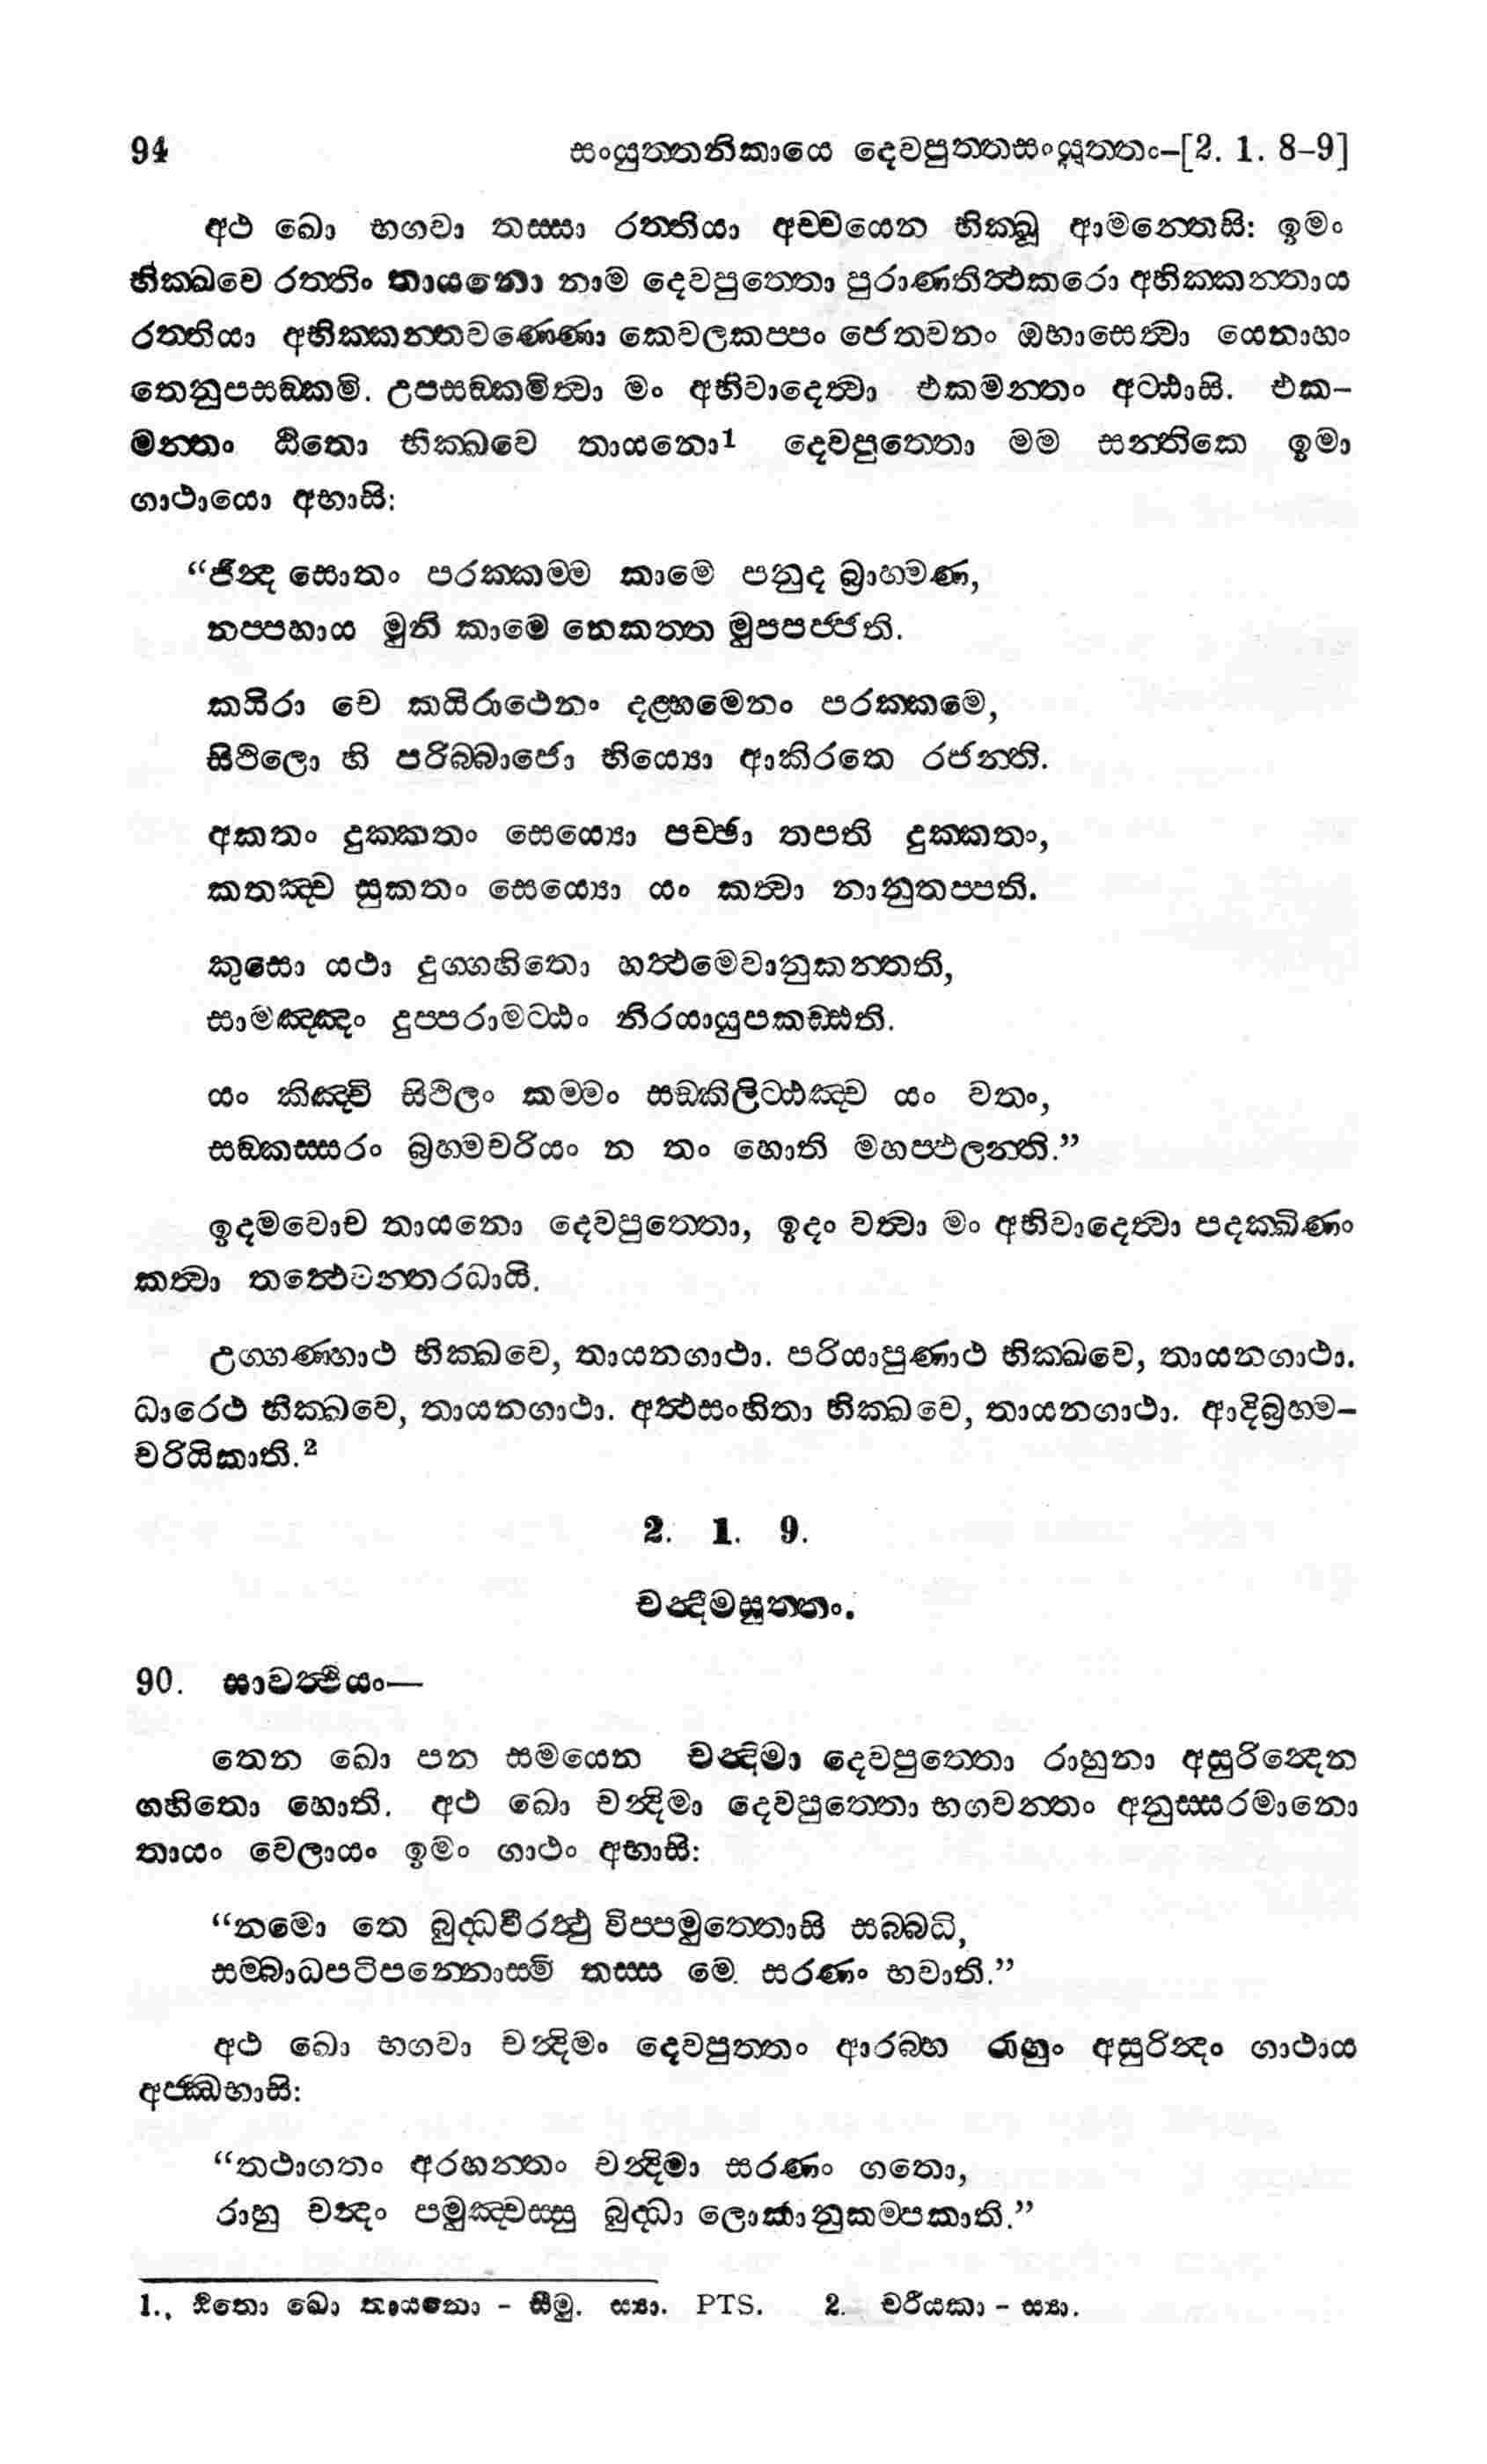 94 සංයුත්තනිකායෙ දෙවපුත්තසංයුත්තං–[2. 1. 8–9]
අථ ඛො භගවා තස්සා රත්තියා අච්චයෙන භික්ඛූ ආමන්තෙසි: ඉමං
භික්ඛවෙ රත්තිං තායනො නාම දෙවපුත්තො පුරාණතිත්ථකරො අභික්කන්තාය
රත්තියා අභික්කන්තවණ්ණො කෙවලකප්පං ජෙතවනං ඔභාසෙත්වා යෙනාහං
තෙනුපසඞ්කමි. උපසඞ්කමිත්වා මං අභිවාදෙත්වා එකමන්තං අට්ඨාසි. එක–
මන්තං ඨිතො භික්ඛවෙ තායනො1 දෙවපුත්තො මම සන්තිකෙ ඉමා
ගාථායො අභාසි:
“ඡින්ද සොතං පරක්කම්ම කාමෙ පනුද බ්‍රාහ්මණ,
නප්පහාය මුනි කාමෙ නෙකත්ත මුපපජ්ජති.
කයිරා චෙ කයිරාථෙනං දළ්හමෙනං පරක්කමෙ,
සිථිලො හි පරිබ්බාජො භියෝ‍ය ආකිරතෙ රජන්ති.
අකතං දුක්කතං සෙය්‍යො පච්ඡා තපති දුක්කතං,
කතඤ්ච සුකතං සෙය්‍යො යං කත්වා නානුතප්පති.
කුසො යථා දුග්ගහිතො හත්ථමෙවානුකන්තති,
සාමඤ්ඤං දුප්පරාමට්ඨං නිරයායුපකඩ්ඪති.
යං කිඤ්චි සිථිලං කම්මං සඞ්කිලිට්ඨඤ්ච යං වතං,
සඞ්කස්සරං බ්‍රහ්මචරියං න තං හොති මහප්ඵලන්ති.”
ඉදමවොච තායනො දෙවපුත්තො, ඉදං වත්වා මං අභිවාදෙත්වා පදක්ඛිණං
කත්වා තත්ථෙවන්තරධායි.
උග්ගණ්හාථ භික්ඛවෙ, තායනගාථා. පරියාපුණාථ භික්ඛවෙ, තායනගාථා.
ධාරෙථ භික්ඛවෙ, තායනගාථා. අත්ථසංහිතා භික්ඛවෙ, තායනගාථා. ආදිබ්‍රහ්ම–
චරියිකාති.2
2. 1. 9.
චන්දිමසුත්තං.
90. සාවත්ථියං—
තෙන ඛො පන සමයෙන චන්දිමා දෙවපුත්තො රාහුනා අසුරින්දෙන
ගහිතො හොති. අථ ඛො චන්දිමා දෙවපුත්තො භගවන්තං අනුස්සරමානො
තායං වෙලායං ඉමං ගාථං අභාසි:
“නමො තෙ බුද්ධවීරත්ථු විප්පමුත්තොසි සබ්බධි,
සම්බාධපටිපන්නොස්මි තස්ස මෙ සරණං භවාති.”
අථ ඛො භගවා චන්දිමං දෙවපුත්තං ආරබ්භ රාහුං අසුරින්දං ගාථාය
අජ්ඣභාසි:
“තථාගතං අරහන්තං චන්දිමා සරණං ගතො,
රාහු චන්දං පමුඤ්චස්සු බුද්ධා ලොකානුකම්පකාති.”
1., ඨිතො ඛො තායනො - සීමු. ස්‍යා. PTS. 2. චරියකා - ස්‍යා.